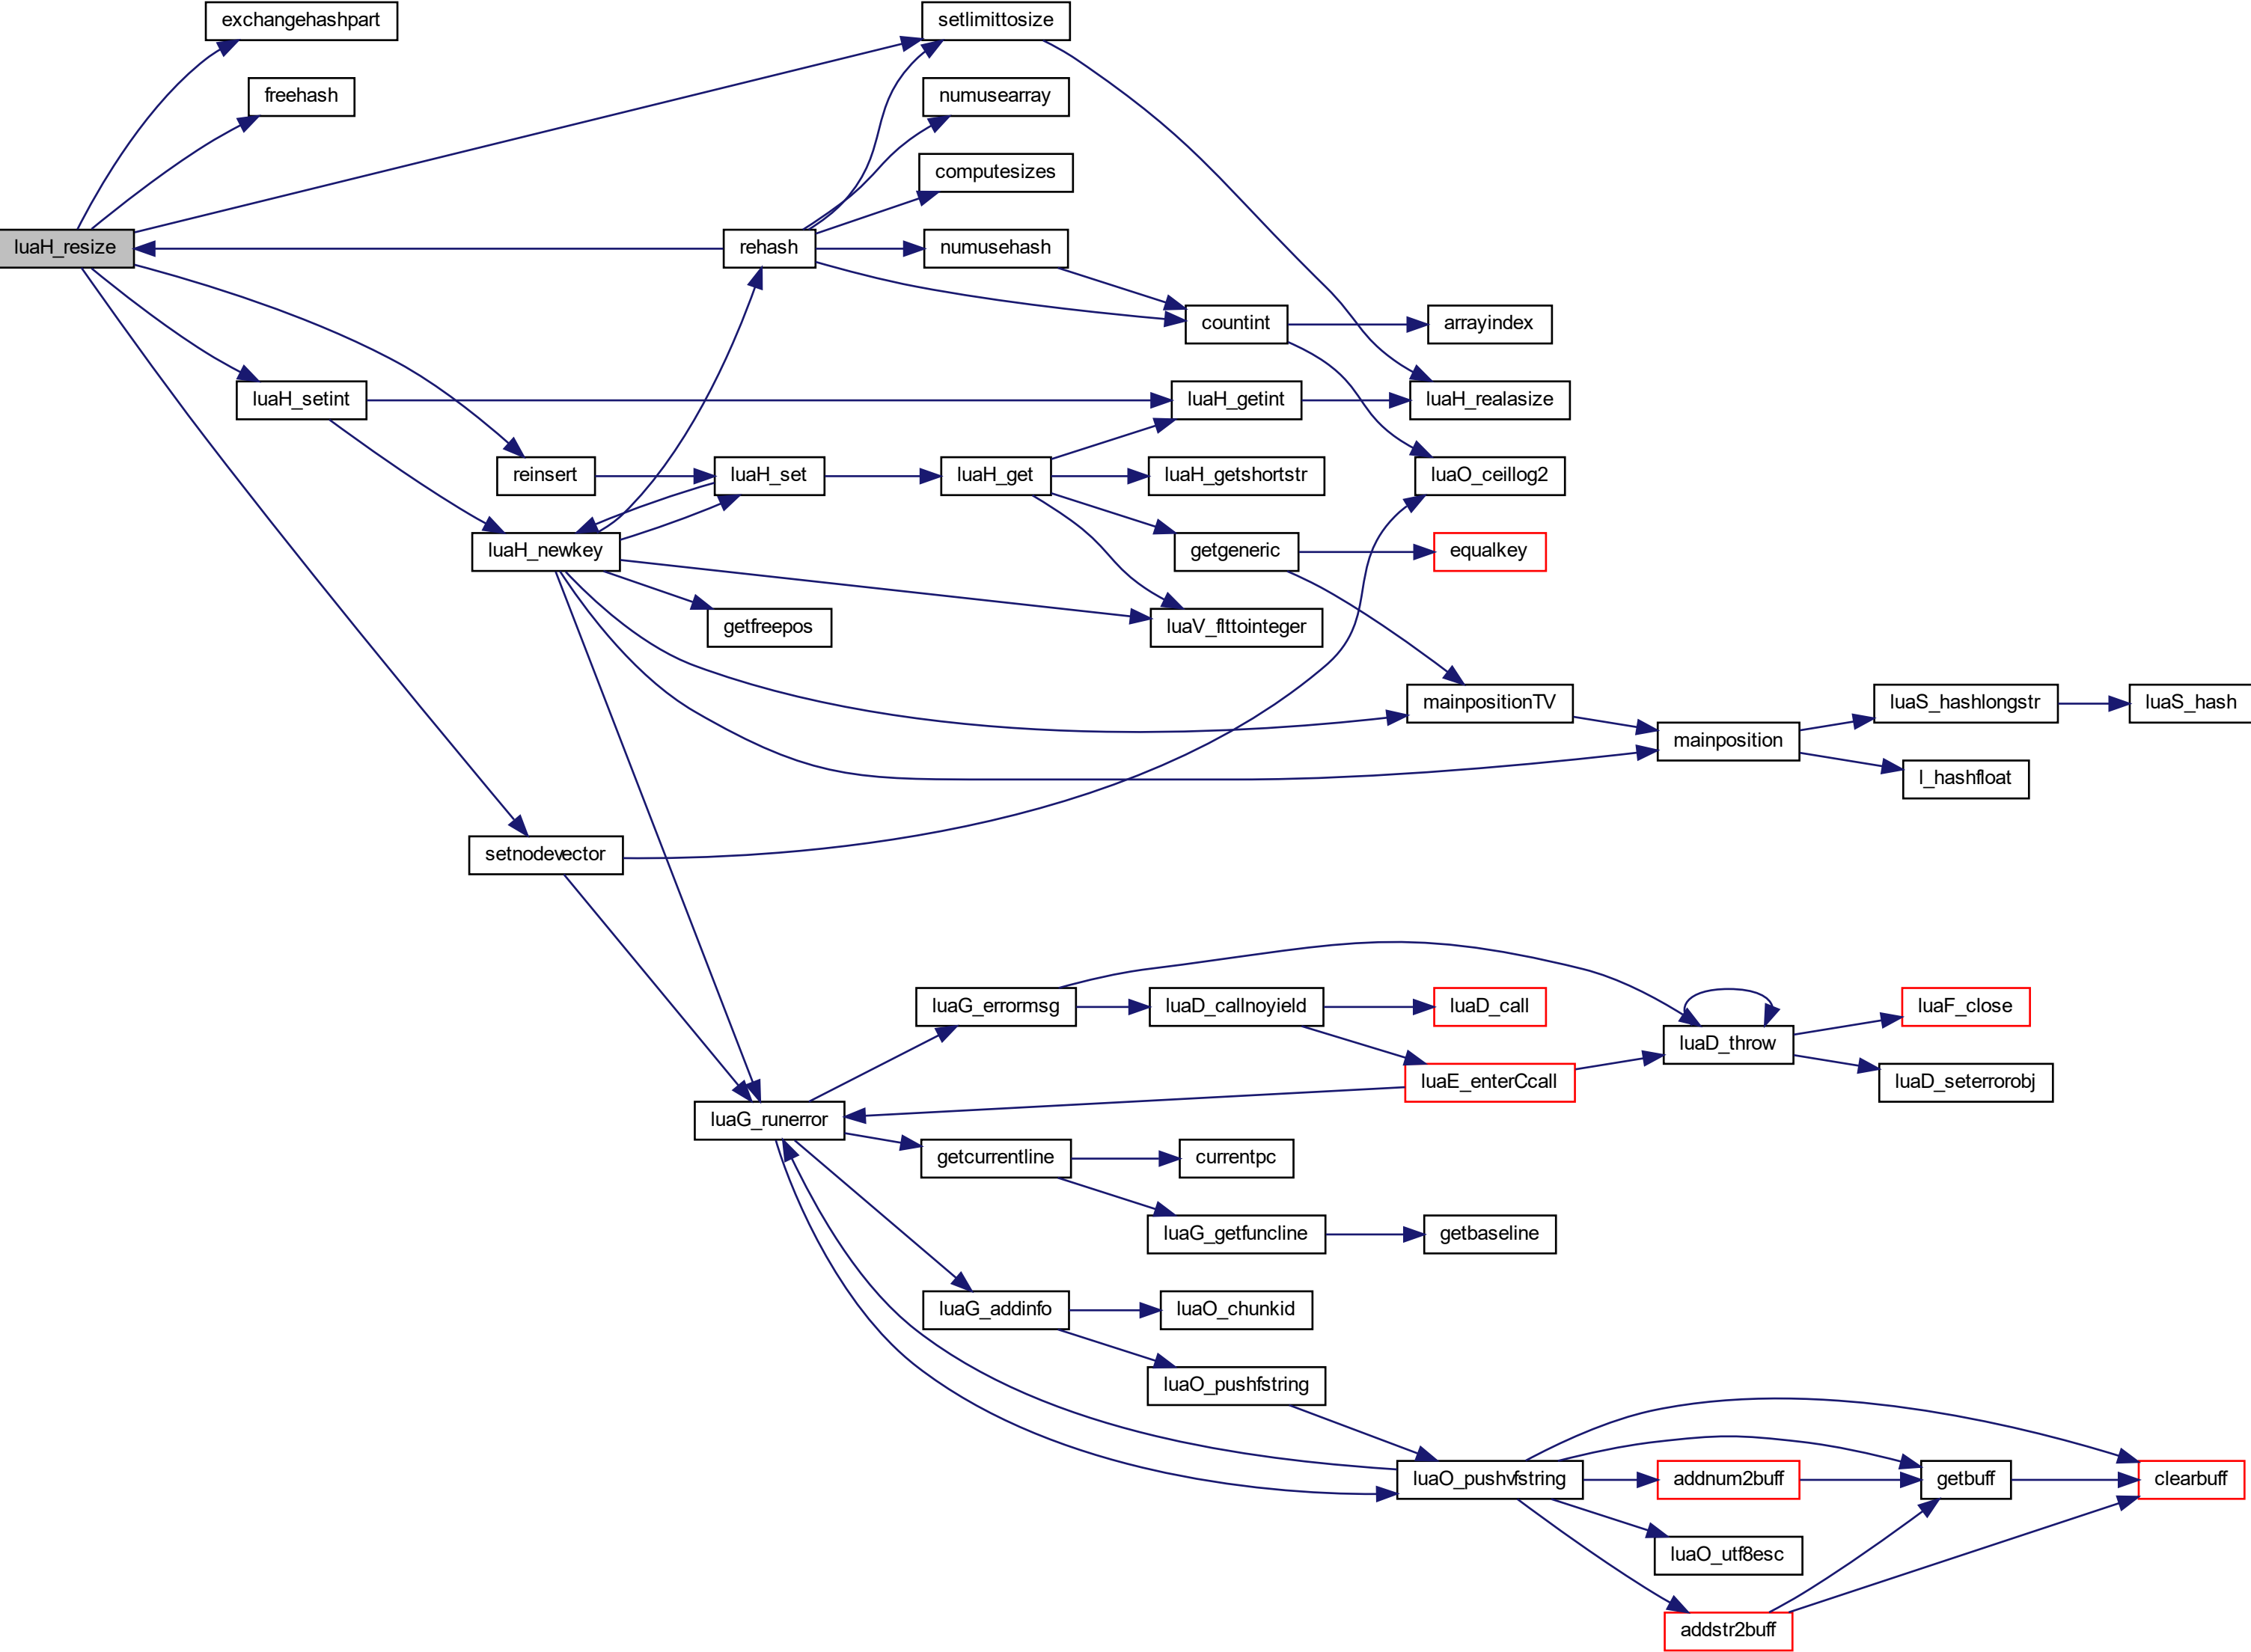 exchangehashpart
setlimittosize
freehash
numusearray
computesizes
luaH_resize
rehash
numusehash
countint
arrayindex
luaH_setint
luaH_getint
luaH_realasize
reinsert
luaH_set
luaH_get
luaH_getshortstr
luaO_ceillog2
luaH_newkey
getgeneric
equalkey
getfreepos
luaV_flttointeger
mainpositionTV
luaS_hashlongstr
luaS_hash
mainposition
l_hashfloat
setnodevector
luaG_errormsg
luaD_callnoyield
luaD_call
luaF_close
luaD_throw
luaE_enterCcall
luaD_seterrorobj
luaG_runerror
getcurrentline
currentpc
luaG_getfuncline
getbaseline
luaG_addinfo
luaO_chunkid
luaO_pushfstring
luaO_pushvfstring
addnum2buff
getbuff
clearbuff
luaO_utf8esc
addstr2buff